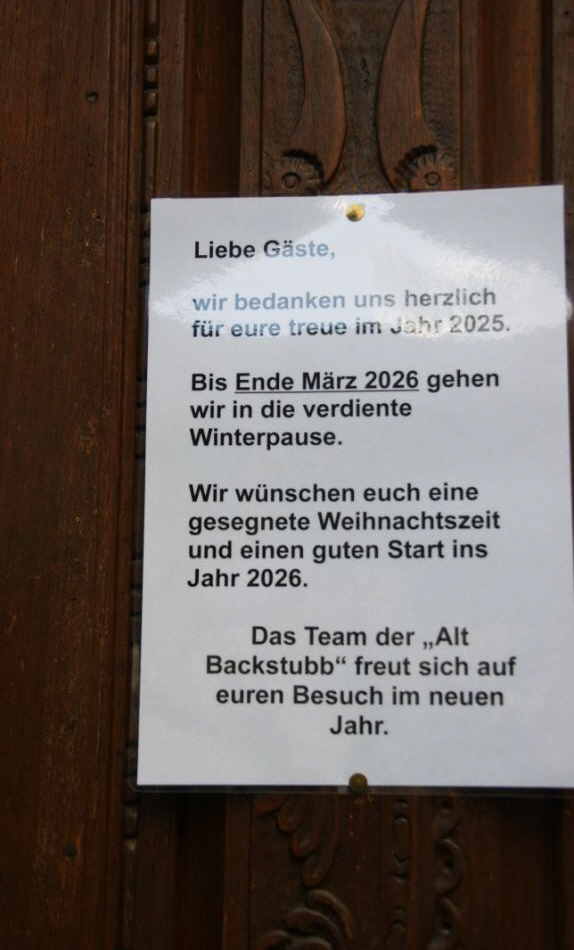 Liebe Gäste,
wir bedanken uns herzlich
für eure treue im Jahr 2025.
Bis Ende März 2026 gehen
wir in die verdiente
Winterpause.
Wir wünschen euch eine
gesegnete Weihnachtszeit
und einen guten Start ins
Jahr 2026.
Das Team der „Alt
Backstubb“ freut sich auf
euren Besuch im neuen
Jahr.